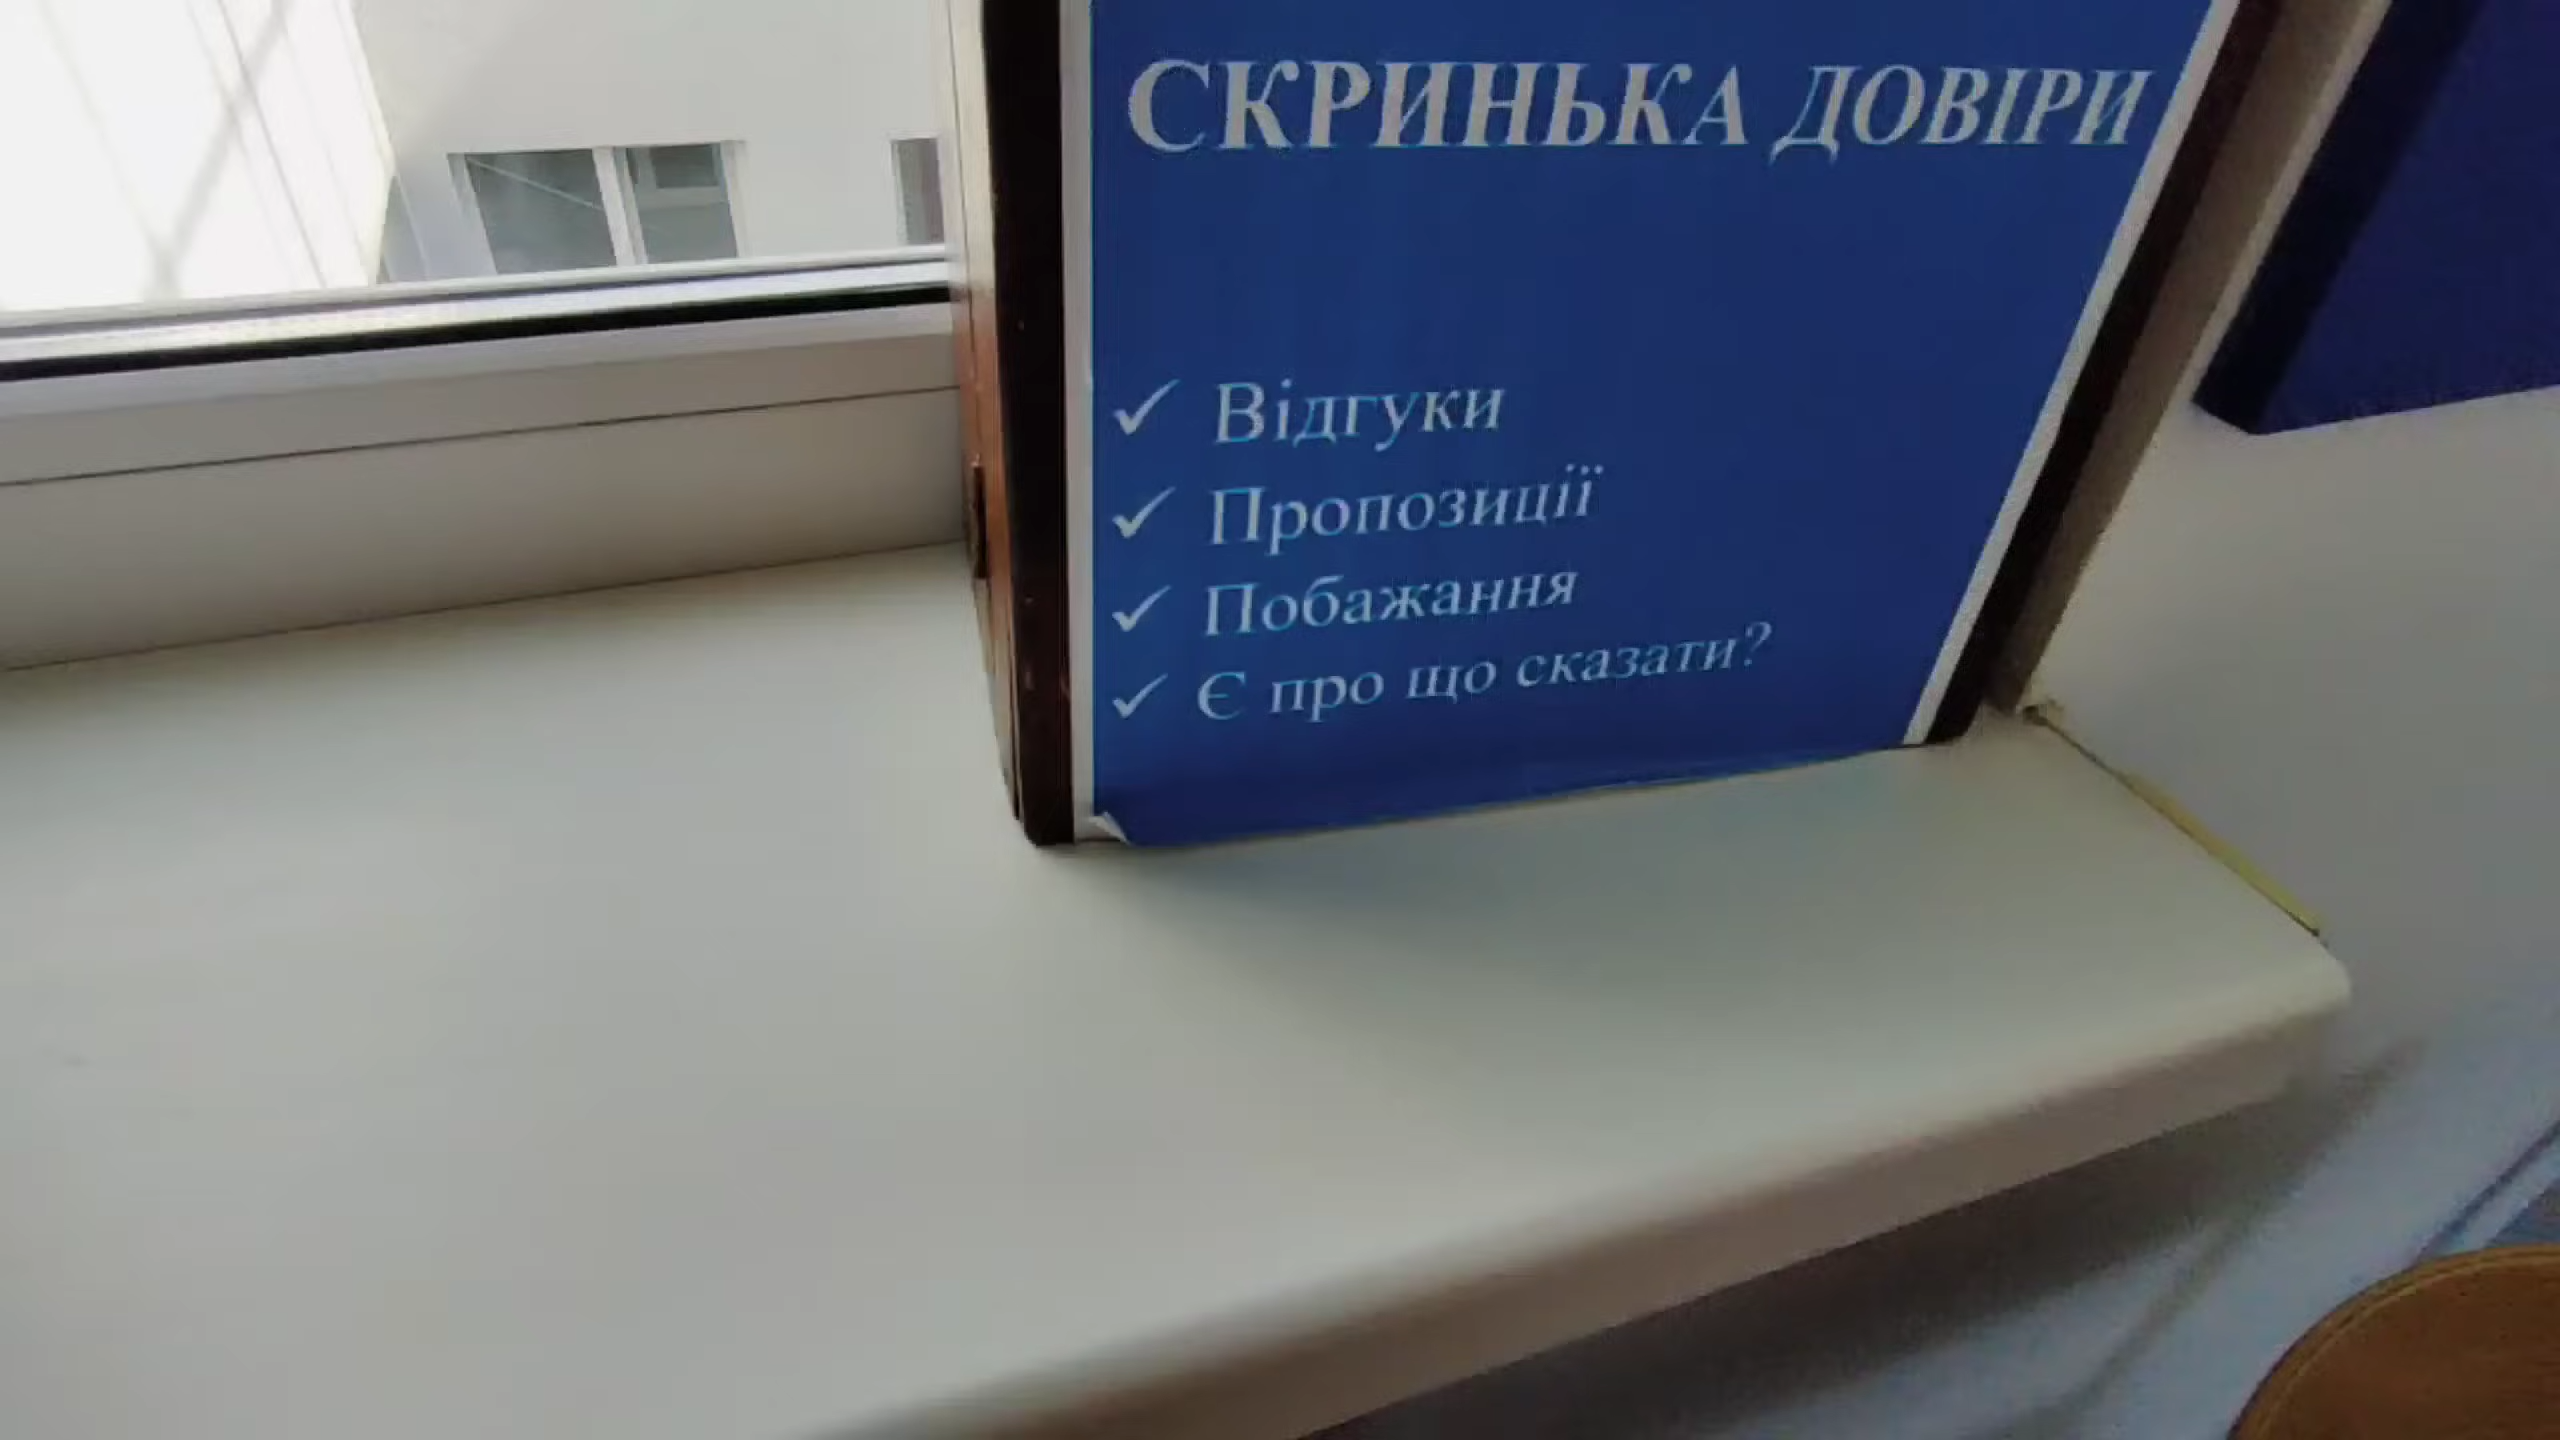 СКРИНЬКА ДОВІРИ
✓ Відгуки
✓ Пропозиції
✓ Побажання
✓ Є про що сказати?